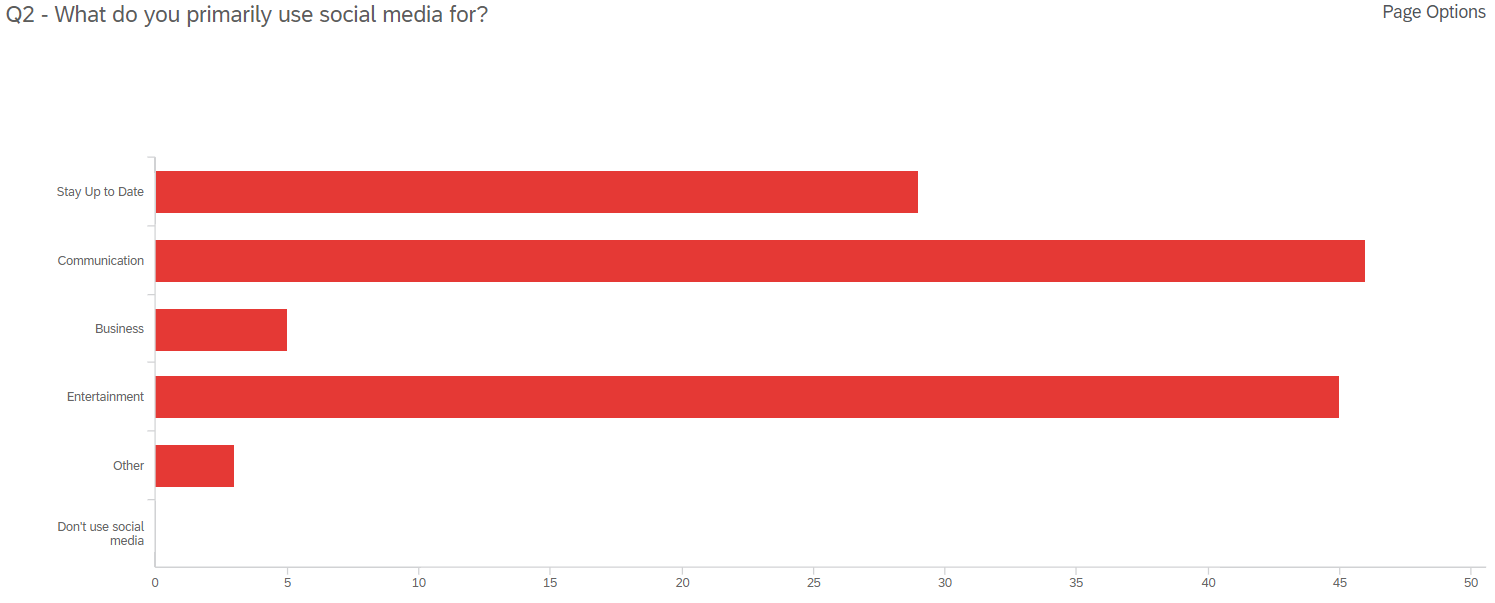 Q2 - What do you primarily use social media for?
Page Options
Stay Up to Date
Communication
Business
Entertainment
Other
Don't use social
media
0 5 10 15 20 25 30 35 40 45 50